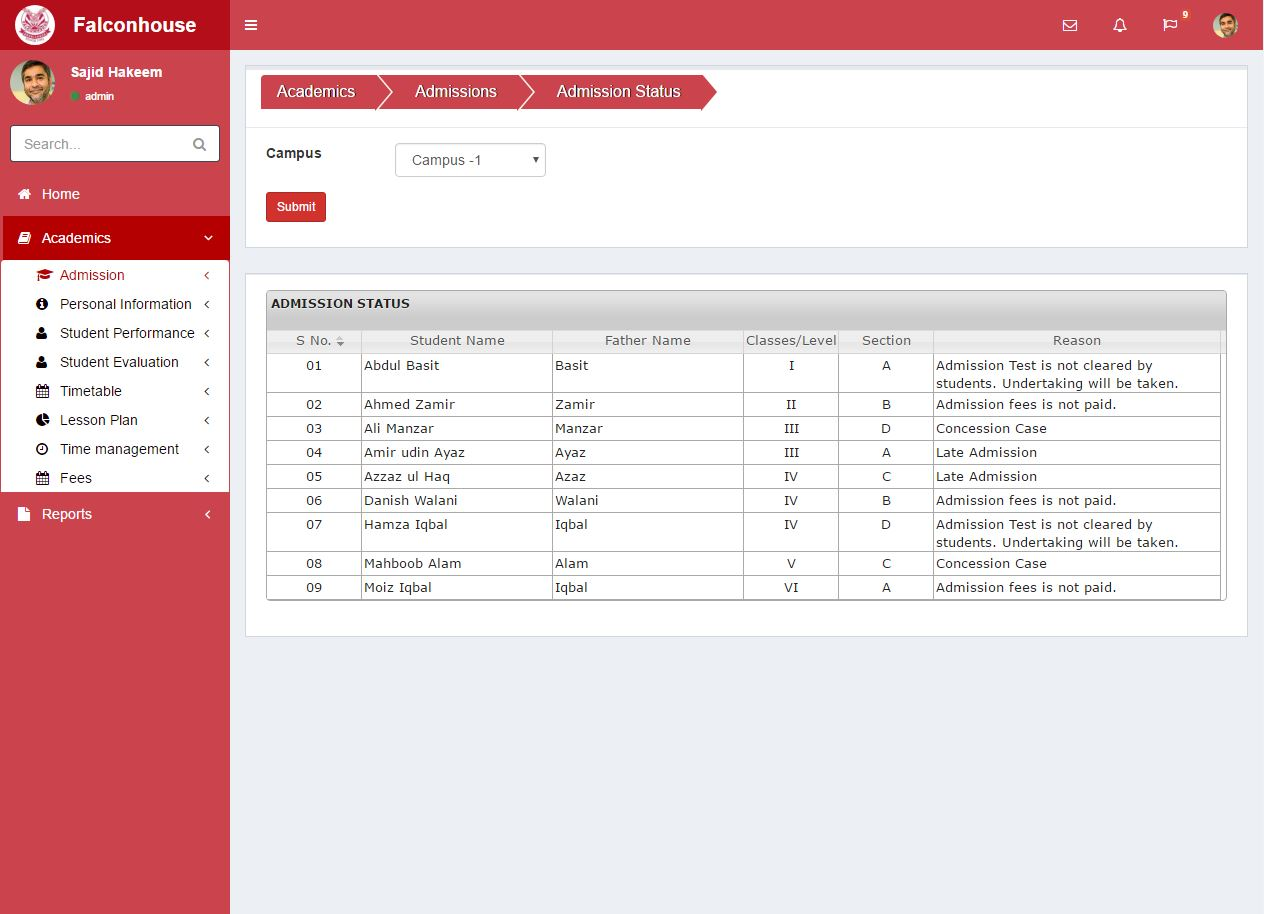 Falconhouse
9
Sajid Hakeem
admin
Search...
Home
Academics
Admission
Personal Information
Student Performance
Student Evaluation
Timetable
Lesson Plan
Time management
Fees
Reports
Academics Admissions Admission Status
Campus Campus -1
Submit
ADMISSION STATUS
S No. Student Name Father Name Classes/Level Section Reason
01 Abdul Basit Basit I A Admission Test is not cleared by
students. Undertaking will be taken.
02 Ahmed Zamir Zamir II B Admission fees is not paid.
03 Ali Manzar Manzar III D Concession Case
04 Amir udin Ayaz Ayaz III A Late Admission
05 Azzaz ul Haq Azaz IV C Late Admission
06 Danish Walani Walani IV B Admission fees is not paid.
07 Hamza Iqbal Iqbal IV D Admission Test is not cleared by
students. Undertaking will be taken.
08 Mahboob Alam Alam V C Concession Case
09 Moiz Iqbal Iqbal VI A Admission fees is not paid.